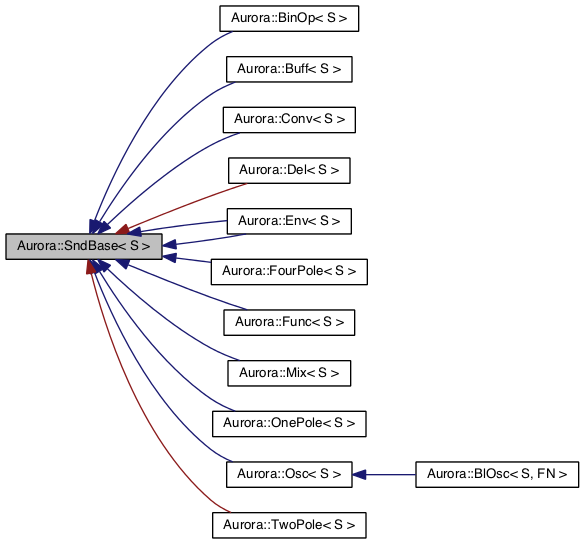 Aurora::BinOp< S >
Aurora::Buff< S >
Aurora::Conv< S >
Aurora::Del< S >
Aurora::Env< S >
Aurora::SndBase< S >
Aurora::FourPole< S >
Aurora::Func< S >
Aurora::Mix< S >
Aurora::OnePole< S >
Aurora::Osc< S >
Aurora::BlOsc< S, FN >
Aurora::TwoPole< S >